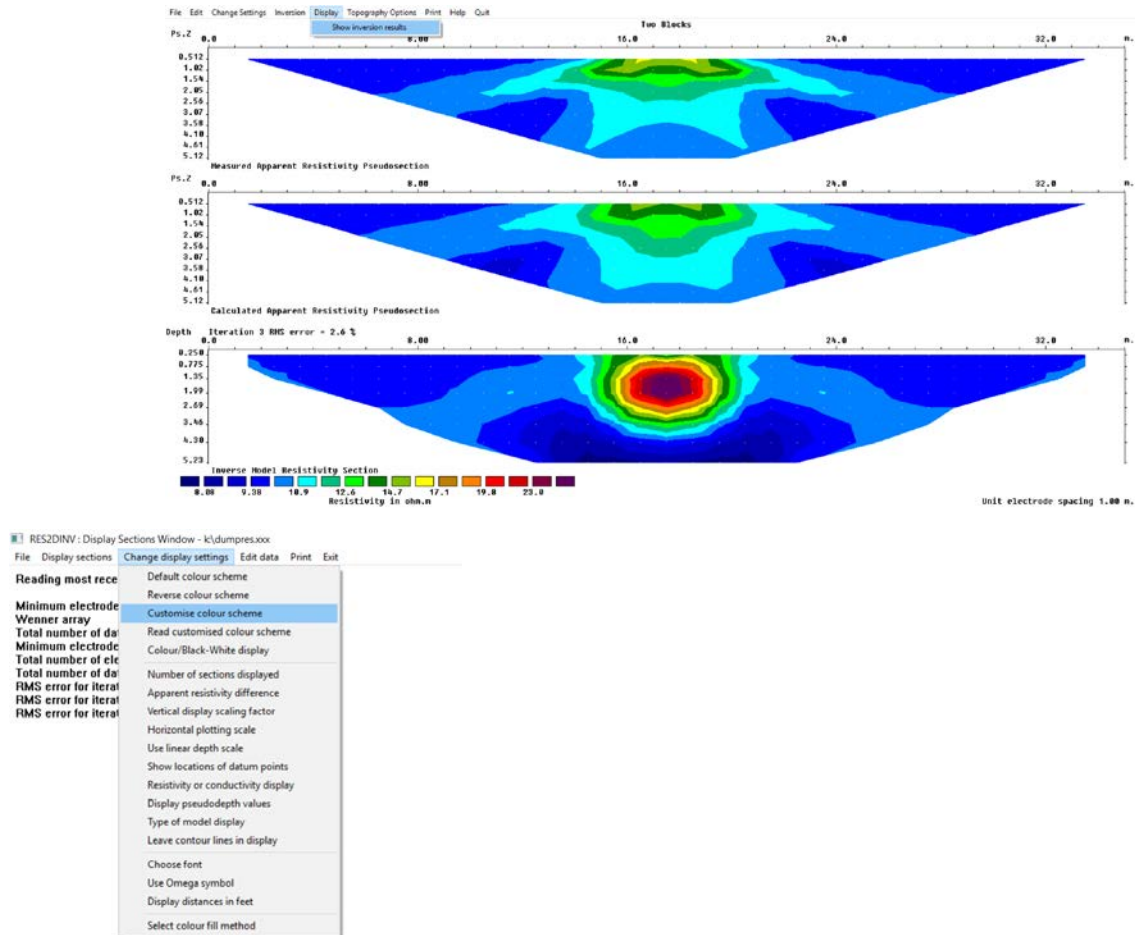 File Edit Change Settings Inversion Display Topography Options Print Help Quit
Show inversion results
Two Blocks
Ps.Z 0.0 8.00 16.0 24.0 32.0 m.
0.512
1.02
1.54
2.05
2.56
3.07
3.58
4.10
4.61
5.12
Measured Apparent Resistivity Pseudosection
Ps.Z 0.0 8.00 16.0 24.0 32.0 m.
0.512
1.02
1.54
2.05
2.56
3.07
3.58
4.10
4.61
5.12
Calculated Apparent Resistivity Pseudosection
Depth Iteration 3 RMS error = 2.6 %
0.0 8.00 16.0 24.0 32.0 m.
0.250
0.775
1.35
1.99
2.69
3.46
4.30
5.23
Inverse Model Resistivity Section
8.08 9.38 10.9 12.6 14.7 17.1 19.8 23.0
Resistivity in ohm.m
Unit electrode spacing 1.00 m.
RES2DINV : Display Sections Window - k:\dumpres.xxx
File Display sections Change display settings Edit data Print Exit
Reading most rece
Minimum electrode
Wenner array
Total number of dat
Minimum electrode
Total number of ele
Total number of dat
RMS error for iterat
RMS error for iterat
RMS error for iterat
Default colour scheme
Reverse colour scheme
Customise colour scheme
Read customised colour scheme
Colour/Black-White display
Number of sections displayed
Apparent resistivity difference
Vertical display scaling factor
Horizontal plotting scale
Use linear depth scale
Show locations of datum points
Resistivity or conductivity display
Display pseudodepth values
Type of model display
Leave contour lines in display
Choose font
Use Omega symbol
Display distances in feet
Select colour fill method